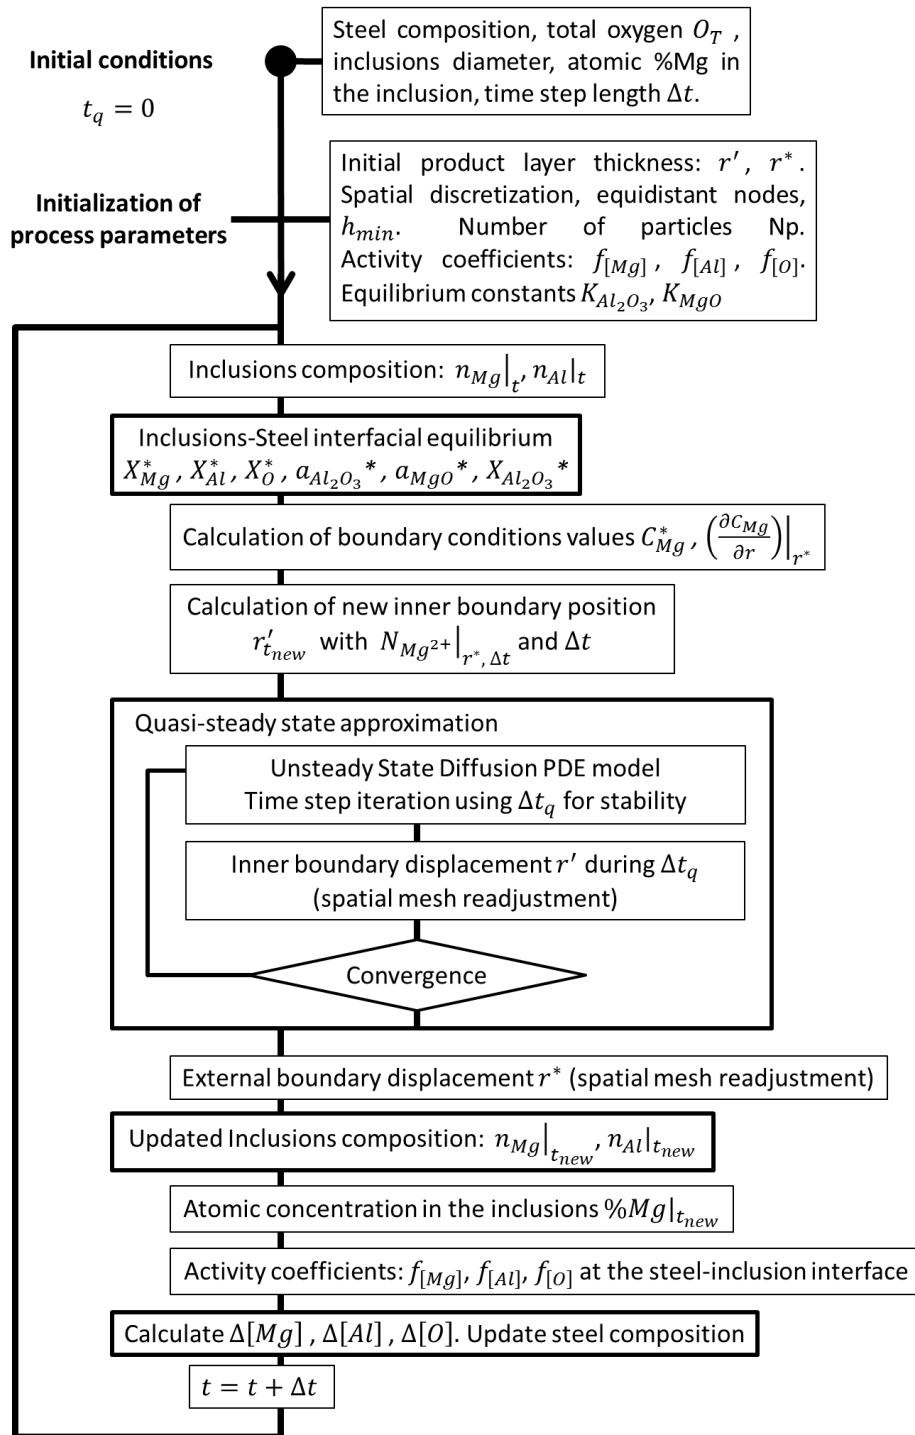 Initial conditions
t_q = 0
Steel composition, total oxygen O_T ,
inclusions diameter, atomic %Mg in
the inclusion, time step length Δt.
Initialization of
process parameters
Initial product layer thickness: r′ , r*.
Spatial discretization, equidistant nodes,
h_min. Number of particles Np.
Activity coefficients: f_[Mg] , f_[Al] , f_[O].
Equilibrium constants K_Al₂O₃, K_MgO
Inclusions composition: n_Mg|_t, n_Al|_t
Inclusions-Steel interfacial equilibrium
X*_Mg , X*_Al , X*_O , a_Al₂O₃* , a_MgO* , X_Al₂O₃*
Calculation of boundary conditions values C*_Mg , (∂C_Mg/∂r)|_r*
Calculation of new inner boundary position
r′_t_new with N_Mg²⁺|_r*, Δt and Δt
Quasi-steady state approximation
Unsteady State Diffusion PDE model
Time step iteration using Δt_q for stability
Inner boundary displacement r′ during Δt_q
(spatial mesh readjustment)
Convergence
External boundary displacement r* (spatial mesh readjustment)
Updated Inclusions composition: n_Mg|_t_new, n_Al|_t_new
Atomic concentration in the inclusions %Mg|_t_new
Activity coefficients: f_[Mg], f_[Al], f_[O] at the steel-inclusion interface
Calculate Δ[Mg] , Δ[Al] , Δ[O]. Update steel composition
t = t + Δt